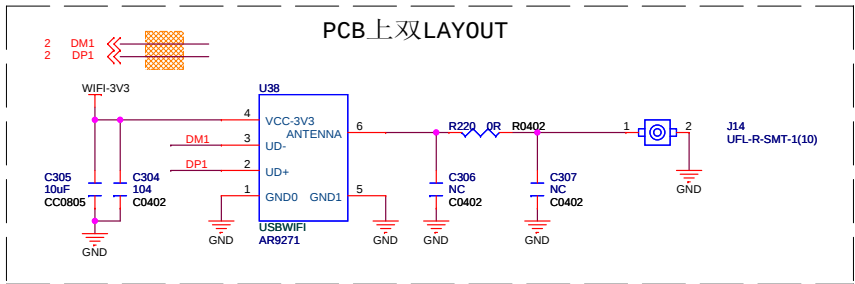 PCB上双LAYOUT
2 DM1
2 DP1
WIFI-3V3
U38
4 VCC-3V3
ANTENNA 6
DM1 3 UD-
DP1 2 UD+
1 GND0
GND1 5
USBWIFI
AR9271
C305
10uF
CC0805
C304
104
C0402
R220 0R R0402
C306
NC
C0402
C307
NC
C0402
1 2
J14
UFL-R-SMT-1(10)
GND
GND
GND
GND
GND
GND